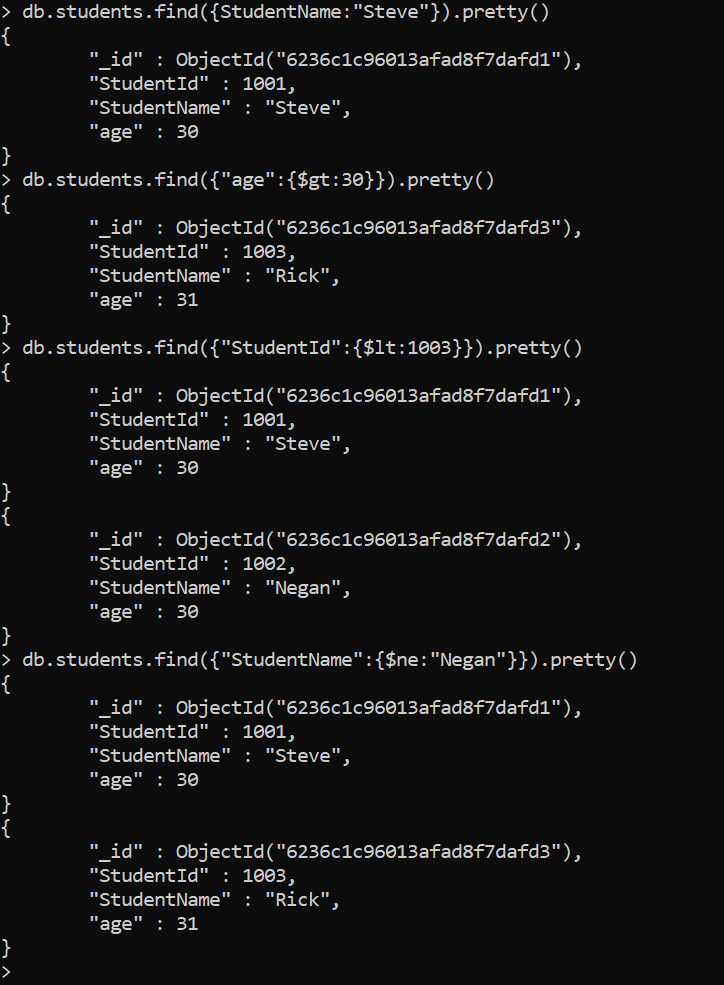 > db.students.find({StudentName:"Steve"}).pretty()
{
        "_id" : ObjectId("6236c1c96013afad8f7dafd1"),
        "StudentId" : 1001,
        "StudentName" : "Steve",
        "age" : 30
}
> db.students.find({"age":{$gt:30}}).pretty()
{
        "_id" : ObjectId("6236c1c96013afad8f7dafd3"),
        "StudentId" : 1003,
        "StudentName" : "Rick",
        "age" : 31
}
> db.students.find({"StudentId":{$lt:1003}}).pretty()
{
        "_id" : ObjectId("6236c1c96013afad8f7dafd1"),
        "StudentId" : 1001,
        "StudentName" : "Steve",
        "age" : 30
}
{
        "_id" : ObjectId("6236c1c96013afad8f7dafd2"),
        "StudentId" : 1002,
        "StudentName" : "Negan",
        "age" : 30
}
> db.students.find({"StudentName":{$ne:"Negan"}}).pretty()
{
        "_id" : ObjectId("6236c1c96013afad8f7dafd1"),
        "StudentId" : 1001,
        "StudentName" : "Steve",
        "age" : 30
}
{
        "_id" : ObjectId("6236c1c96013afad8f7dafd3"),
        "StudentId" : 1003,
        "StudentName" : "Rick",
        "age" : 31
}
>